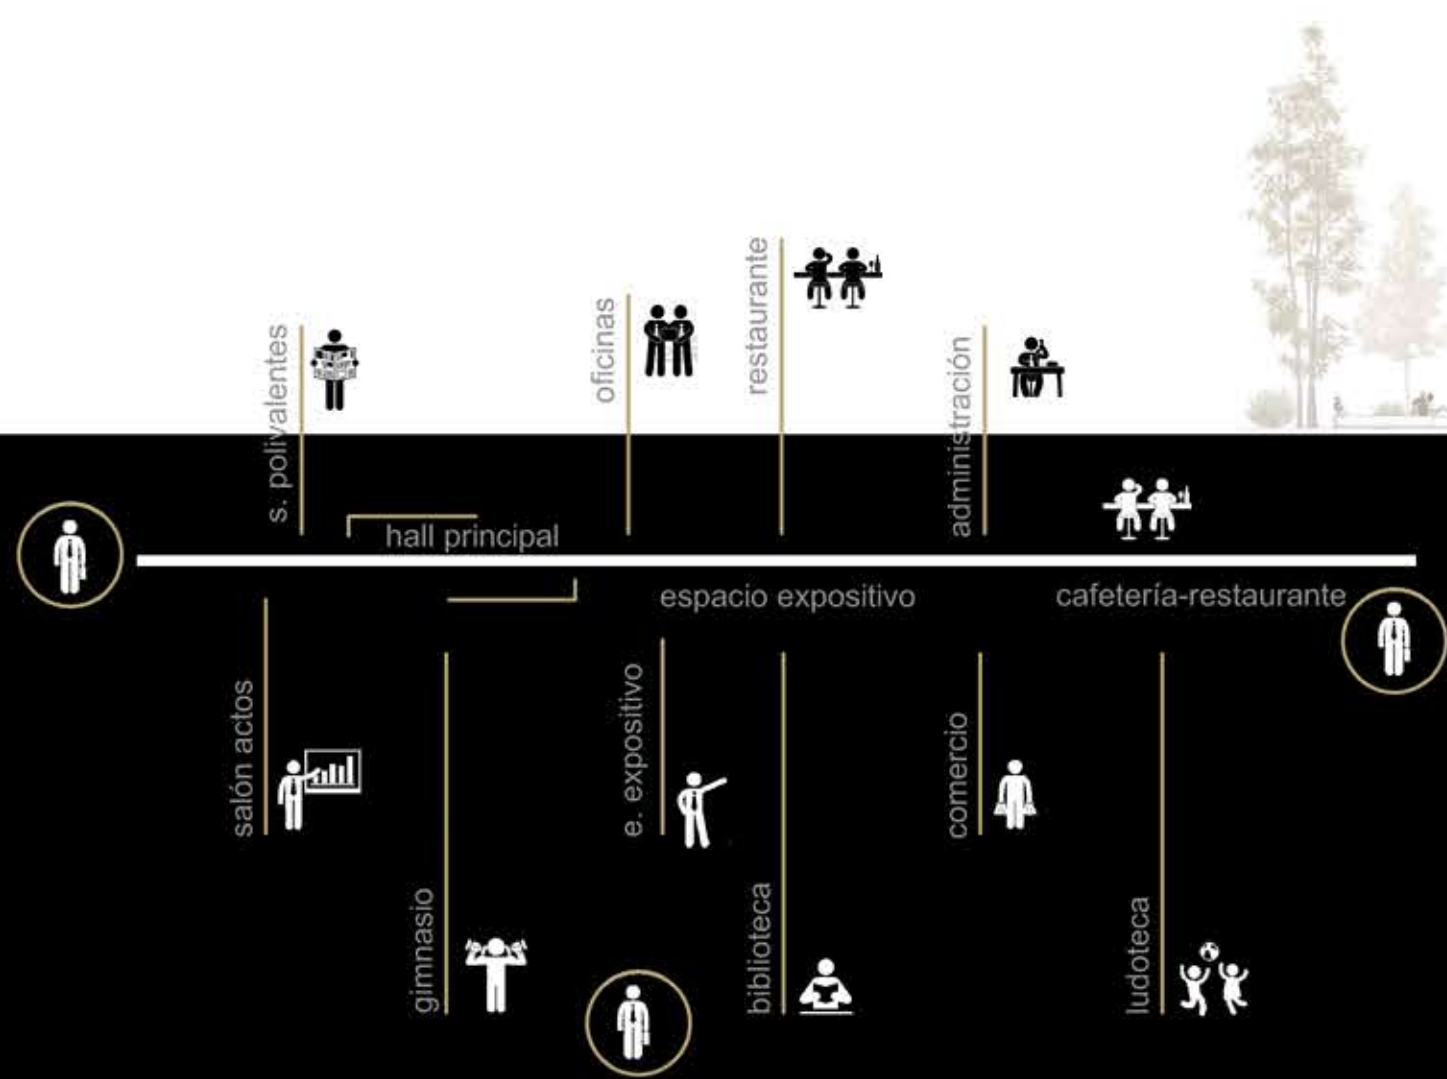 s. polivalentes
oficinas
restaurante
administración
hall principal
espacio expositivo
cafetería-restaurante
salón actos
gimnasio
e. expositivo
biblioteca
comercio
ludoteca